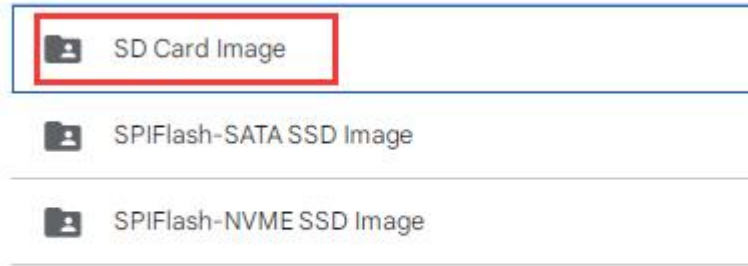 SD Card Image
SPIFlash-SATA SSD Image
SPIFlash-NVME SSD Image